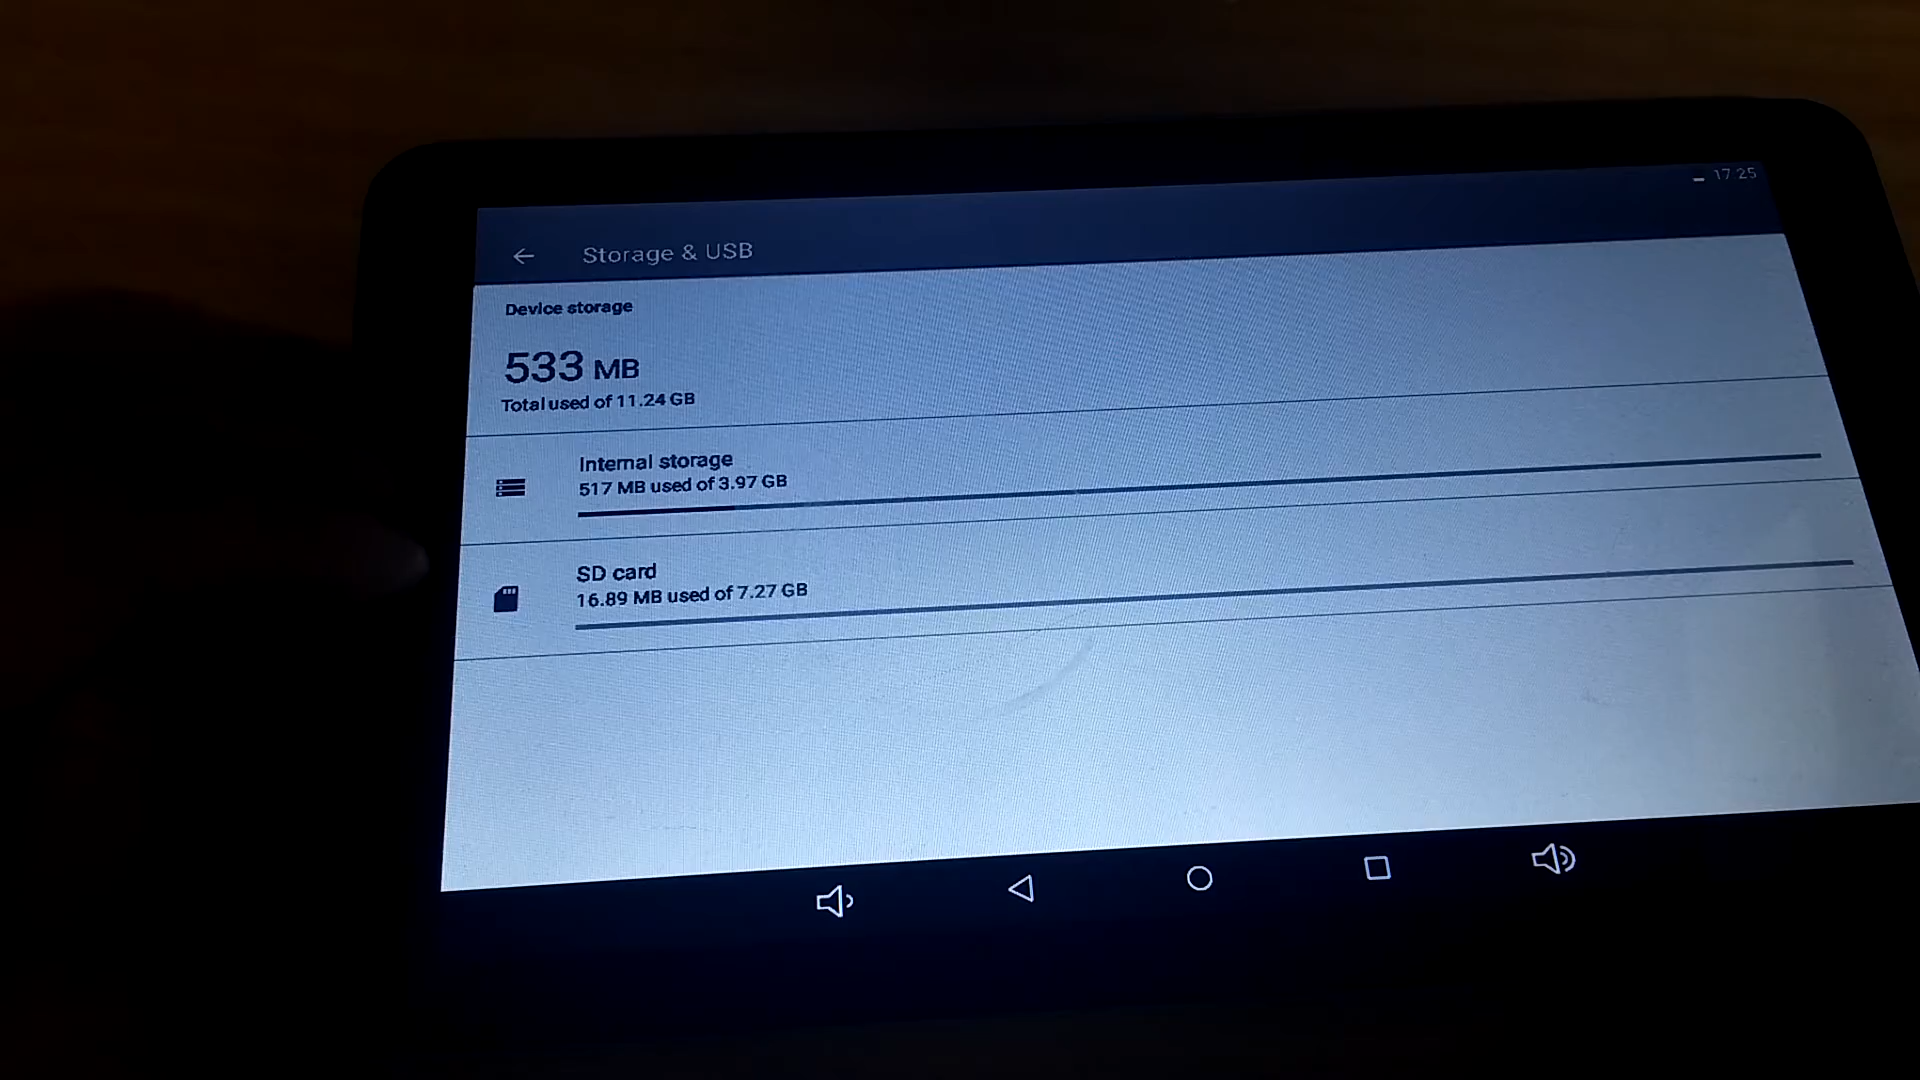 17 25
Storage & USB
Device storage
533 MB
Total used of 11.24 GB
Internal storage
517 MB used of 3.97 GB
SD card
16.89 MB used of 7.27 GB